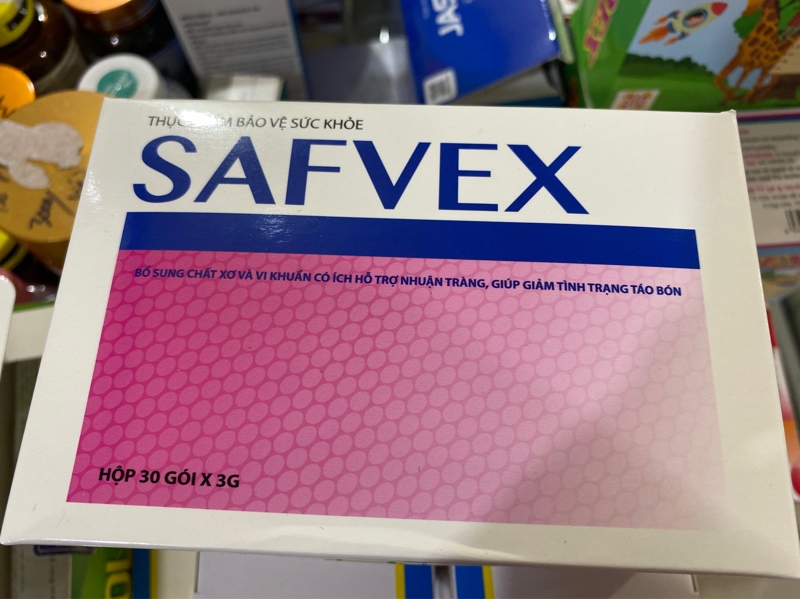 JAS
THỰC PHẨM BẢO VỆ SỨC KHỎE
SAFVEX
BỔ SUNG CHẤT XƠ VÀ VI KHUẨN CÓ ÍCH HỖ TRỢ NHUẬN TRÀNG, GIÚP GIẢM TÌNH TRẠNG TÁO BÓN
HỘP 30 GÓI X 3G